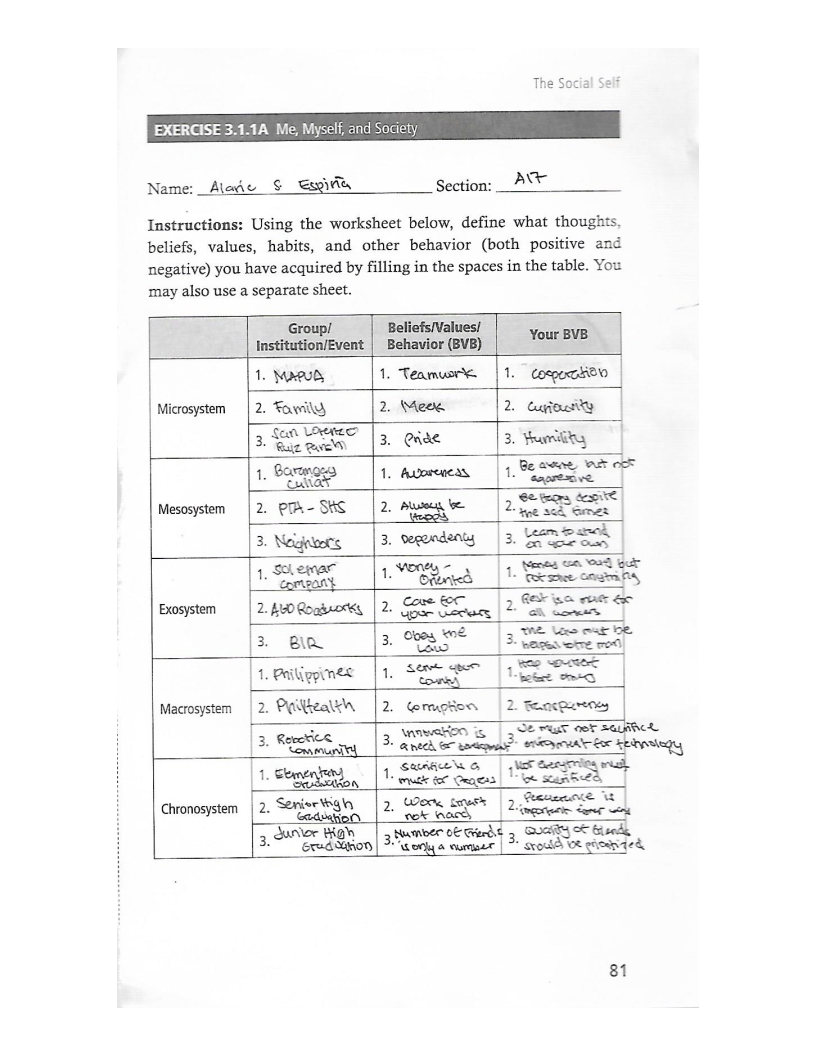 The Social Self
EXERCISE 3.1.1A Me, Myself, and Society
Name: Alaric S Espiña Section: A17
Instructions: Using the worksheet below, define what thoughts,
beliefs, values, habits, and other behavior (both positive and
negative) you have acquired by filling in the spaces in the table. You
may also use a separate sheet.
Group/
Institution/Event
Beliefs/Values/
Behavior (BVB)
Your BVB
Microsystem
1. MAPUA
1. Teamwork
1. Cooperation
2. Family
2. Meek
2. Curiousity
3. San Lorenzo
Ruiz Parish
3. Pride
3. Humility
Mesosystem
1. Barangay
Culiat
1. Awareness
1. Be aware but not
aggressive
2. PTA - SHS
2. Always be
Happy
2. Be Happy despite
the sad times
3. Neighbors
3. Dependency
3. Learn to stand
on your own
Exosystem
1. Solemar
Company
1. Money -
Oriented
1. Money can buy but
not solve anything
2. Roadworks
2. Care for
your workers
2. Rest is a must for
all workers
3. BIR
3. Obey the
Law
3. The Law must be
helpful to the
Macrosystem
1. Philippines
1. Serve your
county
1. Help yourself
before others
2. PhilHealth
2. Corruption
2. Transparency
3. Robotics
Community
3. Innovation is
a need for development
3. We must not sacrifice
environment for technology
Chronosystem
1. Elementary
Graduation
1. Sacrifice is a
must for Progress
1. Not everything must
be sacrificed
2. Senior High
Graduation
2. Work smart
not hard
2. is
important
3. Junior High
Graduation
3. Number of Friends
is only a number
3. Quality of friends
should be prioritized
81